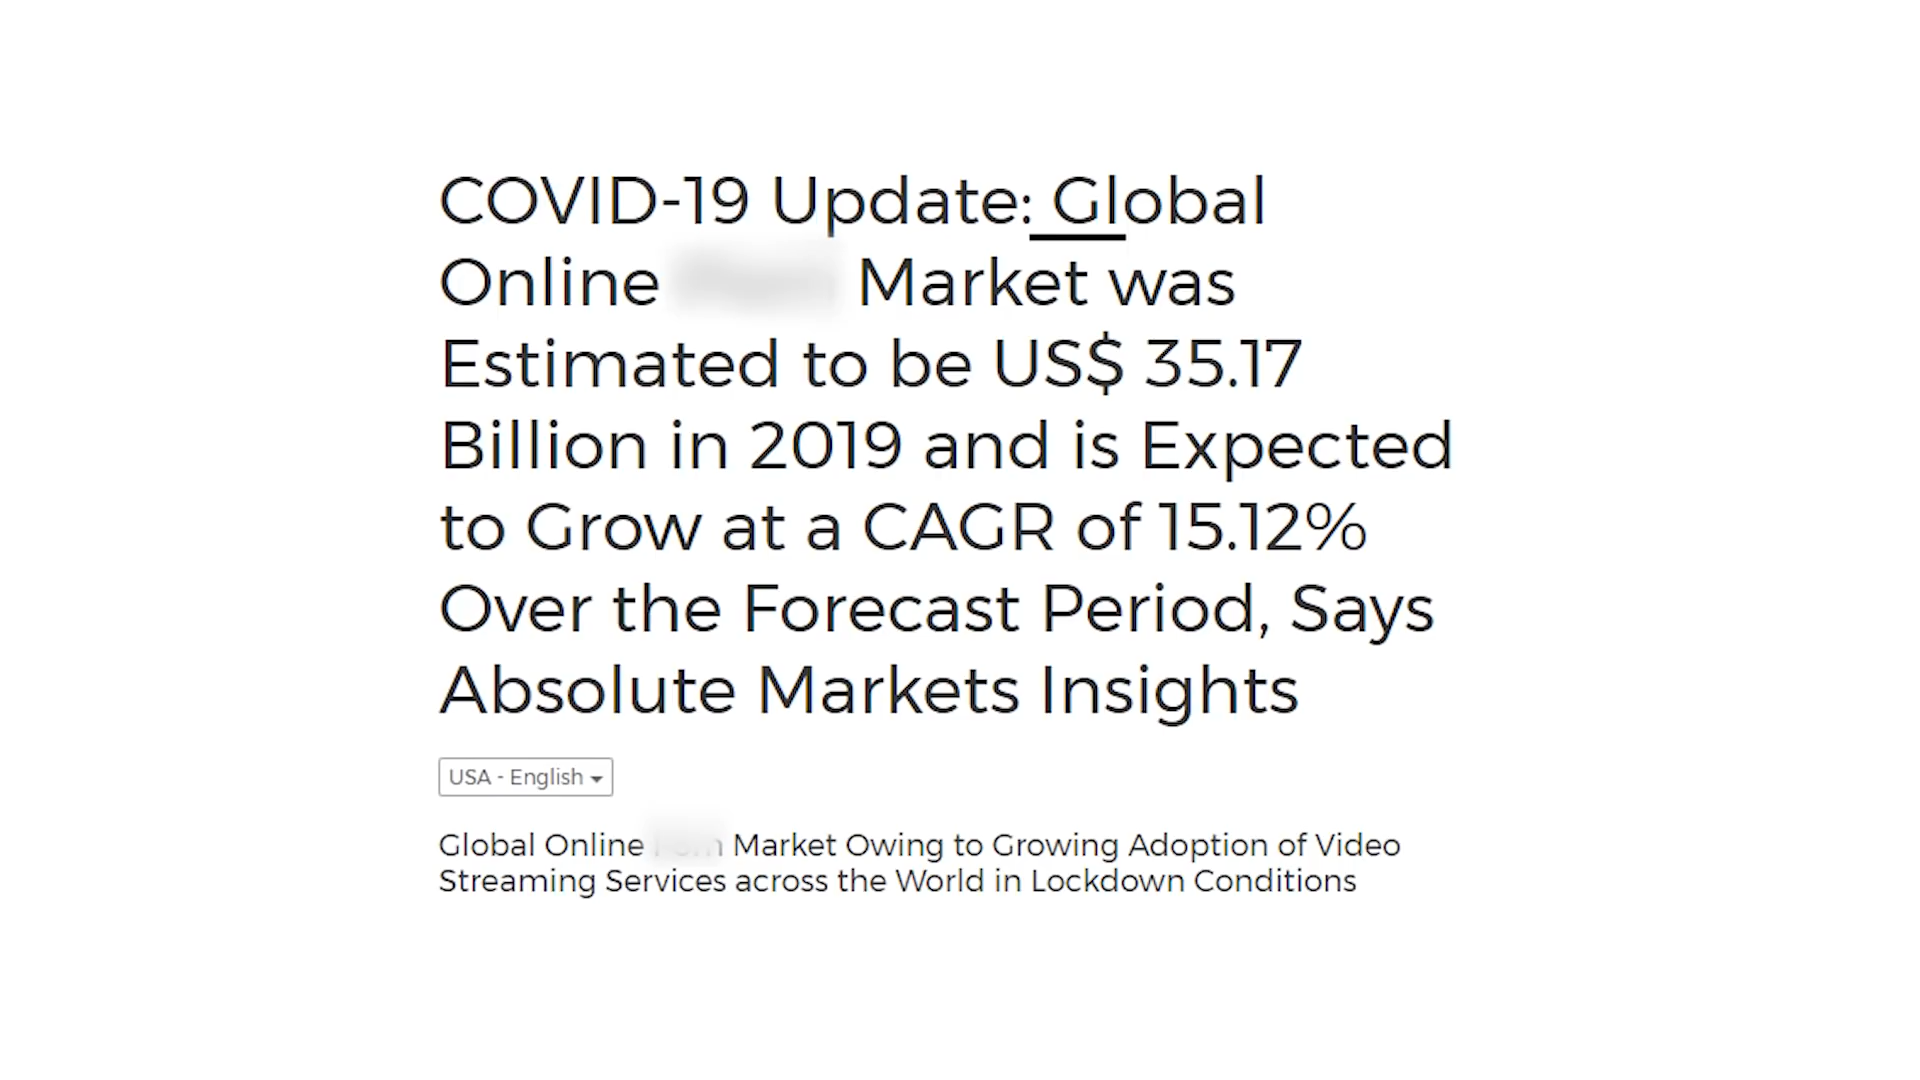 COVID-19 Update: Global
Online Market was
Estimated to be US$ 35.17
Billion in 2019 and is Expected
to Grow at a CAGR of 15.12%
Over the Forecast Period, Says
Absolute Markets Insights
USA - English
Global Online Market Owing to Growing Adoption of Video
Streaming Services across the World in Lockdown Conditions